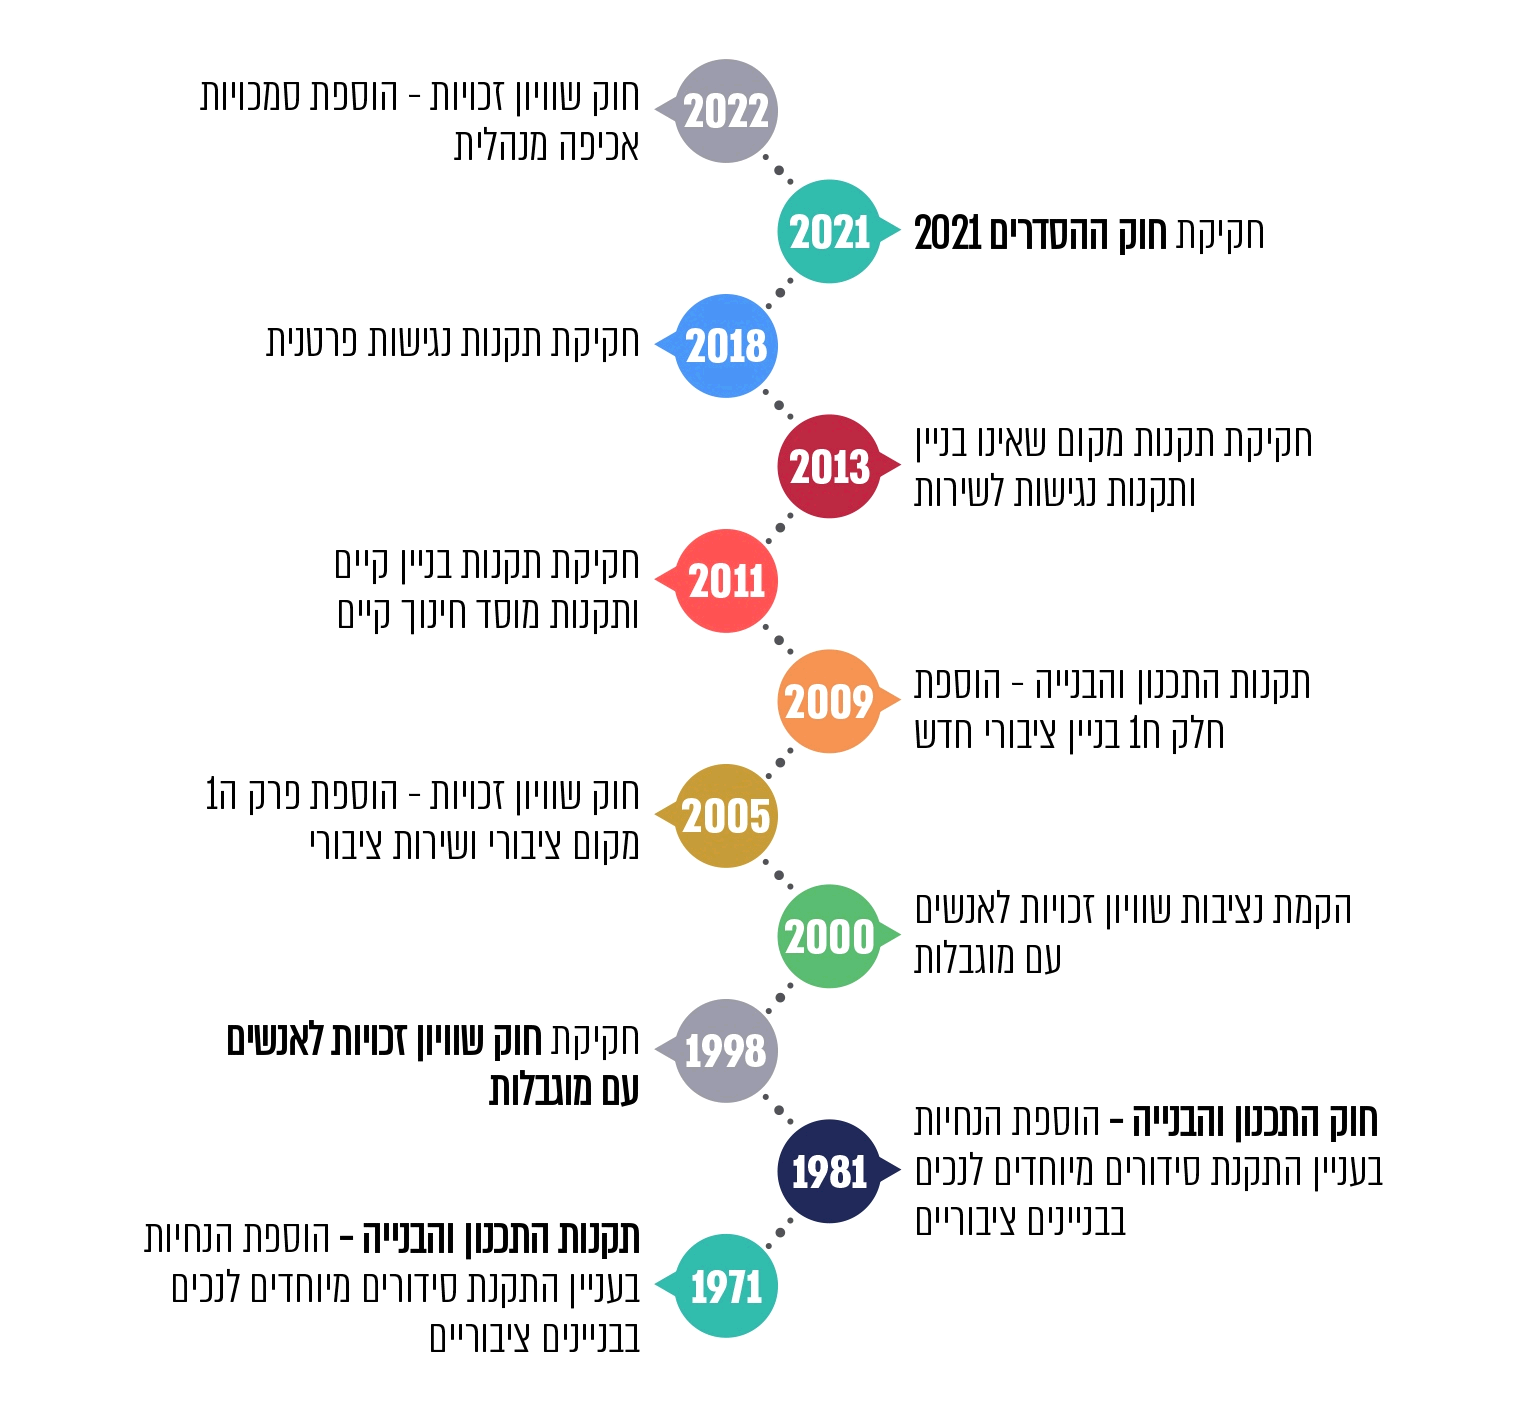 2022
חוק שוויון זכויות - הוספת סמכויות
אכיפה מנהלית
2021
חקיקת חוק ההסדרים 2021
2018
חקיקת תקנות נגישות פרטנית
2013
חקיקת תקנות מקום שאינו בניין
ותקנות נגישות לשירות
2011
חקיקת תקנות בניין קיים
ותקנות מוסד חינוך קיים
2009
תקנות התכנון והבנייה - הוספת
חלק ח1 בניין ציבורי חדש
2005
חוק שוויון זכויות - הוספת פרק ה1
מקום ציבורי ושירות ציבורי
2000
הקמת נציבות שוויון זכויות לאנשים
עם מוגבלות
1998
חקיקת חוק שוויון זכויות לאנשים
עם מוגבלות
1981
חוק התכנון והבנייה - הוספת הנחיות
בעניין התקנת סידורים מיוחדים לנכים
בבניינים ציבוריים
1971
תקנות התכנון והבנייה - הוספת הנחיות
בעניין התקנת סידורים מיוחדים לנכים
בבניינים ציבוריים